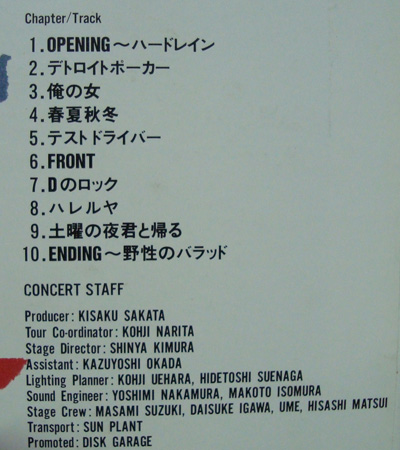 Chapter/Track
1.OPENING～ハードレイン
2.デトロイトポーカー
3.俺の女
4.春夏秋冬
5.テストドライバー
6.FRONT
7.Dのロック
8.ハレルヤ
9.土曜の夜君と帰る
10.ENDING～野性のバラッド
CONCERT STAFF
Producer: KISAKU SAKATA
Tour Co-ordinator: KOHJI NARITA
Stage Director: SHINYA KIMURA
Assistant: KAZUYOSHI OKADA
Lighting Planner: KOHJI UEHARA, HIDETOSHI SUENAGA
Sound Engineer: YOSHIMI NAKAMURA, MAKOTO ISOMURA
Stage Crew: MASAMI SUZUKI, DAISUKE IGAWA, UME, HISASHI MATSUI
Transport: SUN PLANT
Promoted: DISK GARAGE